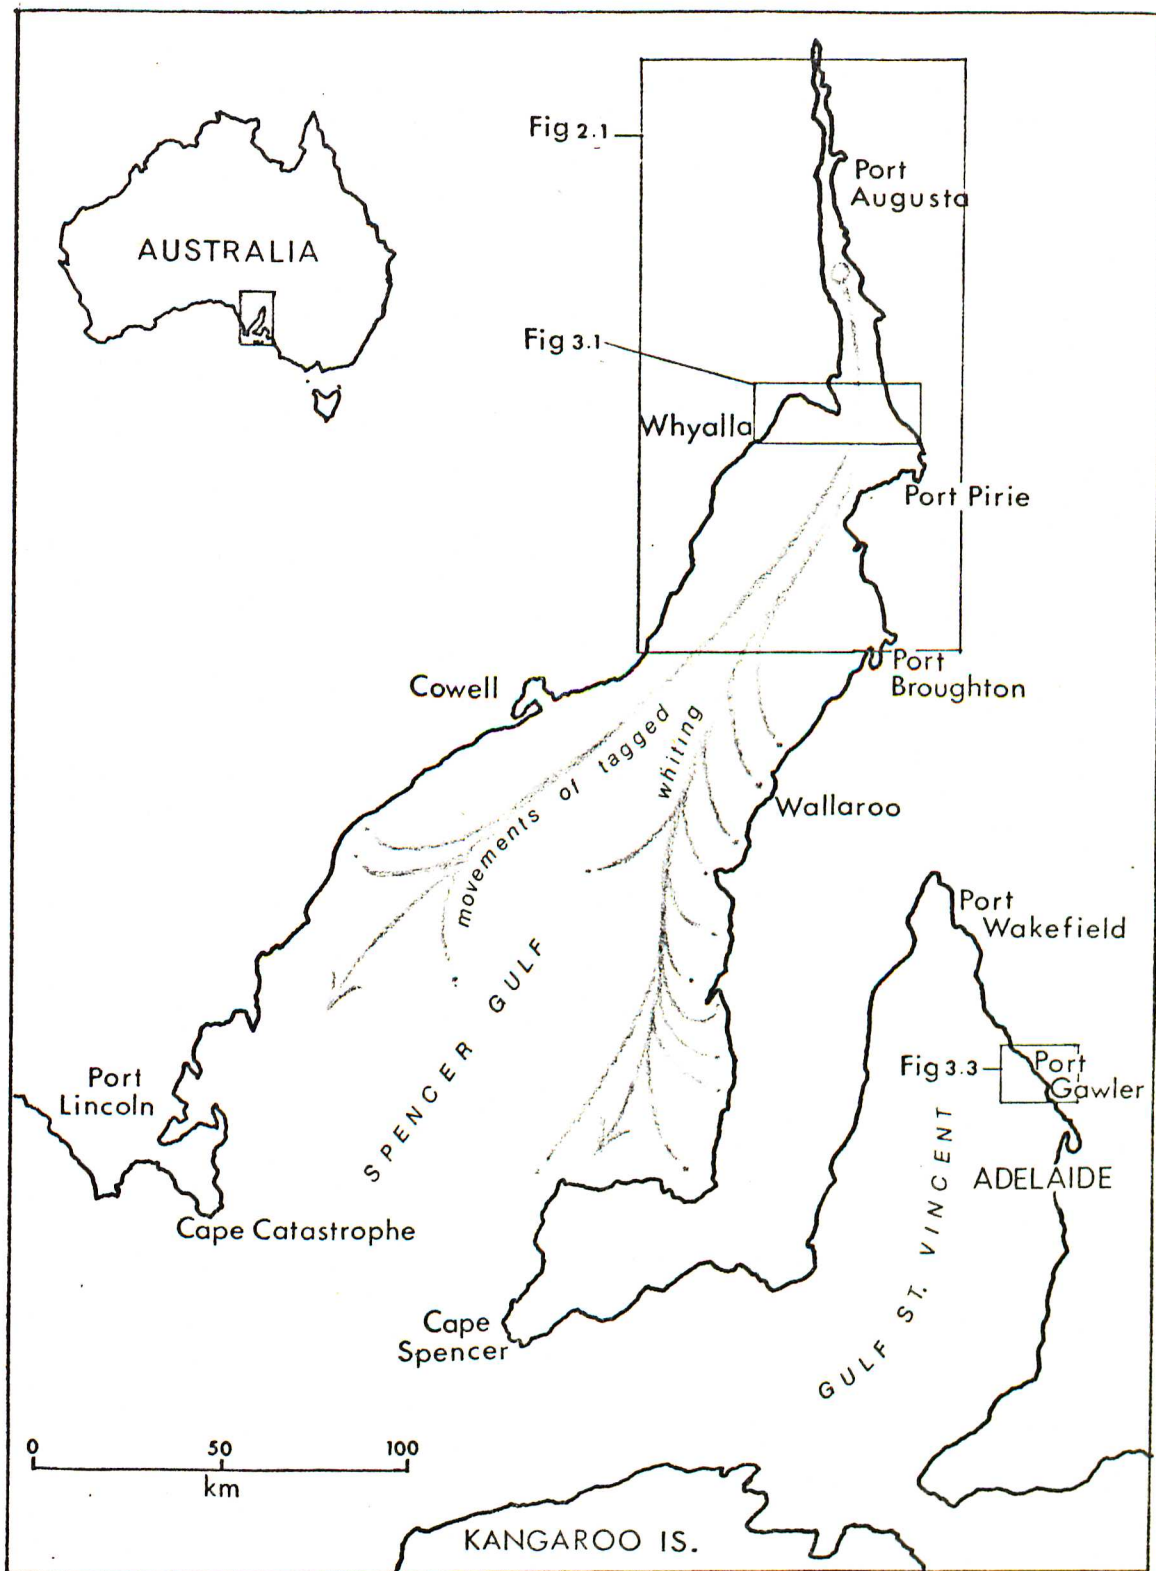 Fig 2.1
Port
Augusta
AUSTRALIA
Fig 3.1
Whyalla
Port Pirie
Cowell
Port
Broughton
movements of tagged
whiting
Wallaroo
Port
Wakefield
SPENCER GULF
Fig 3.3
Port
Gawler
Port
Lincoln
ADELAIDE
Cape Catastrophe
GULF ST. VINCENT
Cape
Spencer
0 50 100
km
KANGAROO IS.